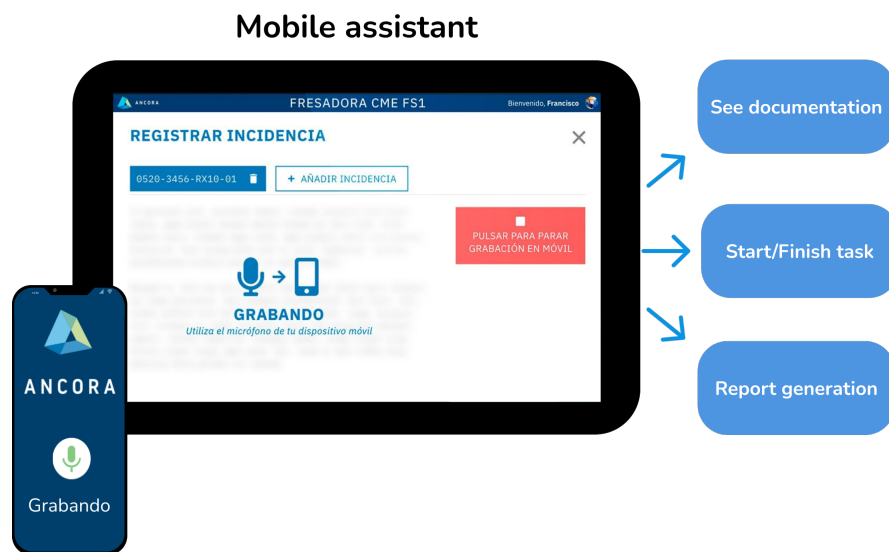 Mobile assistant
ANCORA
FRESADORA CME FS1
Bienvenido, Francisco
REGISTRAR INCIDENCIA
0520-3456-RX10-01
+ AÑADIR INCIDENCIA
PULSAR PARA PARAR
GRABACIÓN EN MÓVIL
GRABANDO
Utiliza el micrófono de tu dispositivo móvil
See documentation
Start/Finish task
Report generation
ANCORA
Grabando